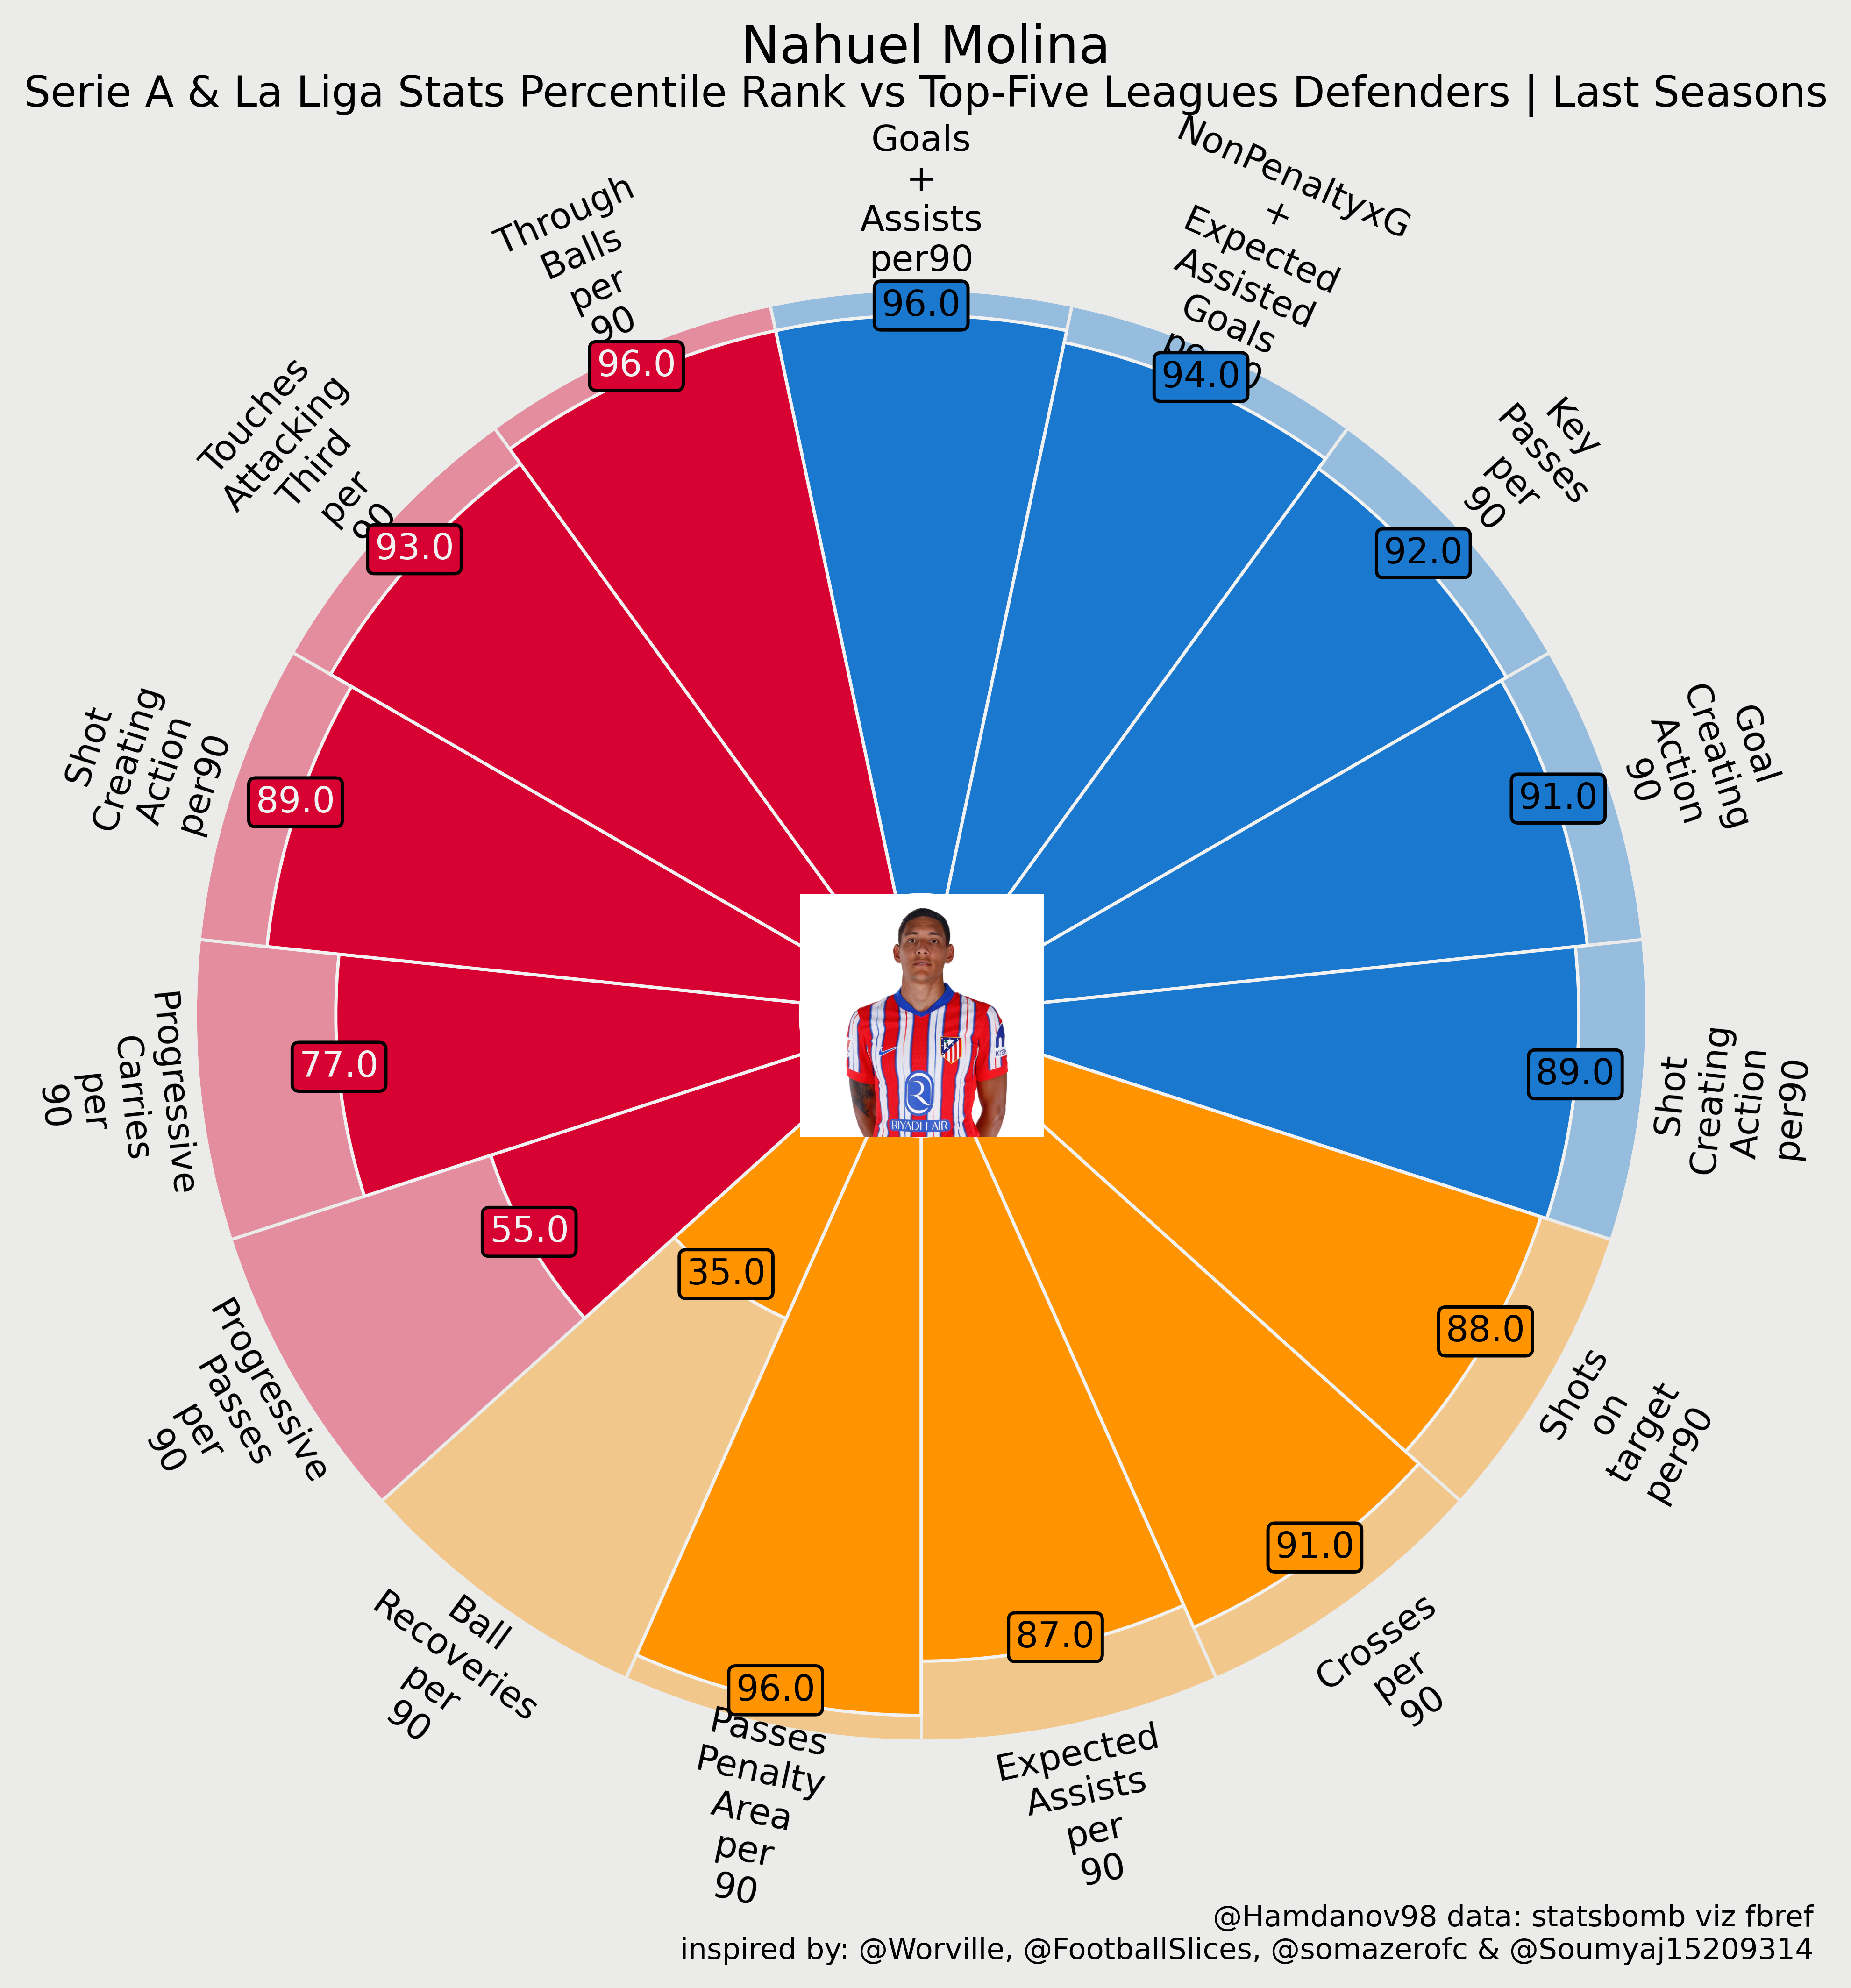 Nahuel Molina
Serie A & La Liga Stats Percentile Rank vs Top-Five Leagues Defenders | Last Seasons
Goals
+
Assists
per90
96.0
NonPenaltyxG
+
Expected
Assisted
Goals
94.0
Key
Passes
per
90
92.0
Goal
Creating
Action
90
91.0
Shot
Creating
Action
per90
89.0
Shots
on
target
per90
88.0
Crosses
per
90
91.0
Expected
Assists
per
90
87.0
Passes
Penalty
Area
per
90
96.0
Ball
Recoveries
per
90
35.0
Progressive
Passes
per
90
55.0
Progressive
Carries
per
90
77.0
Shot
Creating
Action
per90
89.0
Touches
Attacking
Third
per
90
93.0
Through
Balls
per
90
96.0
RIYADH AIR
@Hamdanov98 data: statsbomb viz fbref
inspired by: @Worville, @FootballSlices, @somazerofc & @Soumyaj15209314